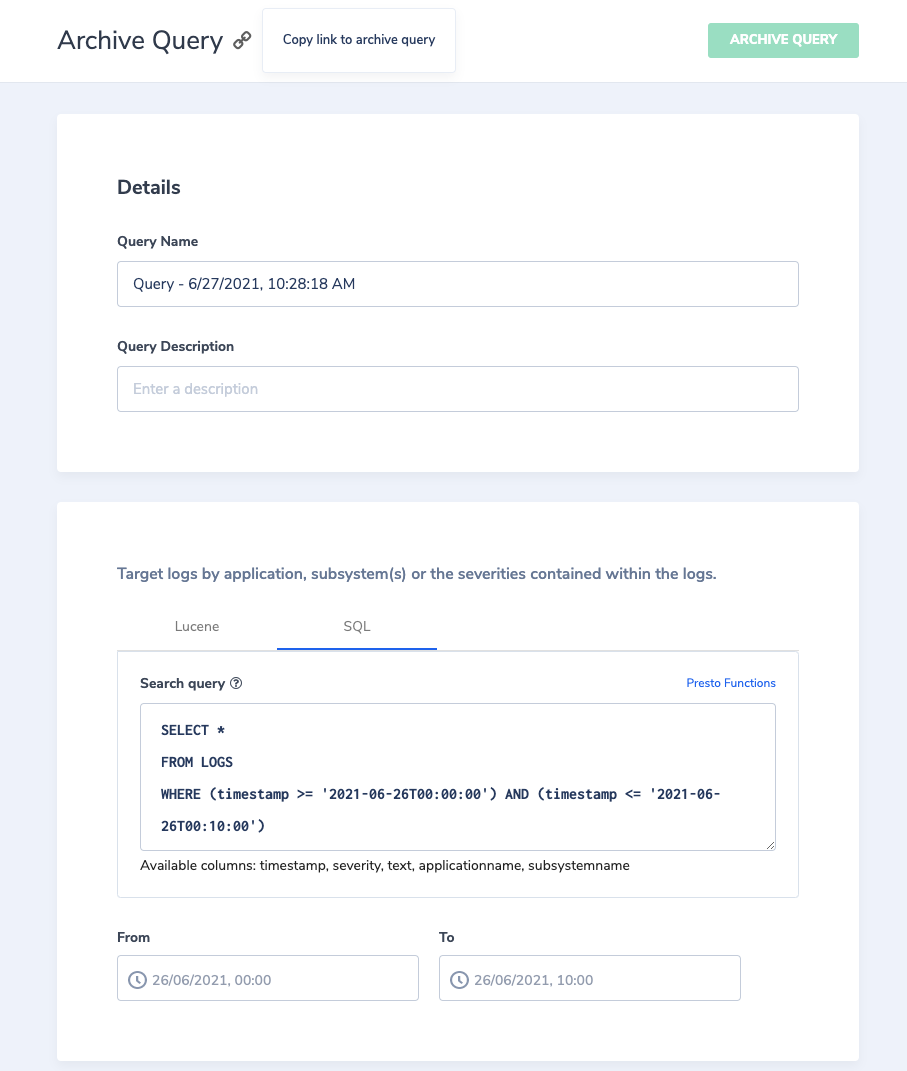 Archive Query
Copy link to archive query
ARCHIVE QUERY
Details
Query Name
Query - 6/27/2021, 10:28:18 AM
Query Description
Enter a description
Target logs by application, subsystem(s) or the severities contained within the logs.
Lucene SQL
Search query ? Presto Functions
SELECT *
FROM LOGS
WHERE (timestamp >= '2021-06-26T00:00:00') AND (timestamp <= '2021-06-
26T00:10:00')
Available columns: timestamp, severity, text, applicationname, subsystemname
From To
26/06/2021, 00:00 26/06/2021, 10:00